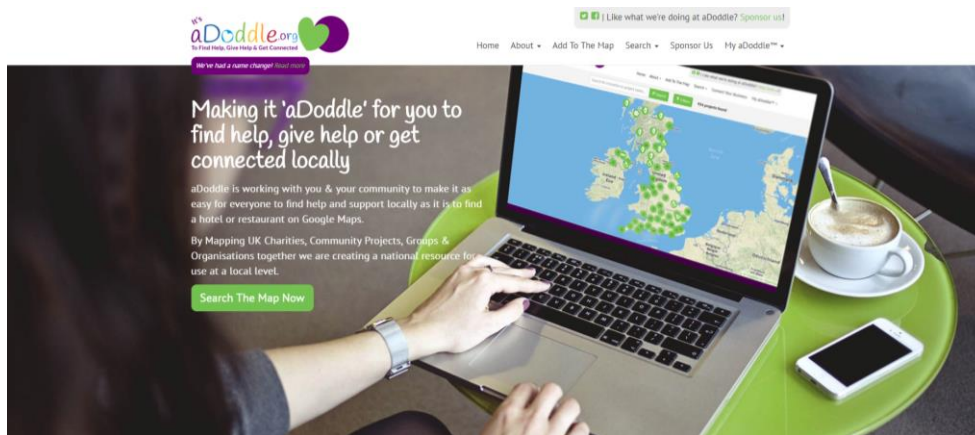 It's
aDoddle.org
To Find Help, Give Help & Get Connected
| Like what we're doing at aDoddle? Sponsor us!
Home About Add To The Map Search Sponsor Us My aDoddle™
We've had a name change! Read more
Making it 'aDoddle' for you to
find help, give help or get
connected locally
aDoddle is working with you & your community to make it as
easy for everyone to find help and support locally as it is to find
a hotel or restaurant on Google Maps.
By Mapping UK Charities, Community Projects, Groups &
Organisations together we are creating a national resource for
use at a local level.
Search The Map Now